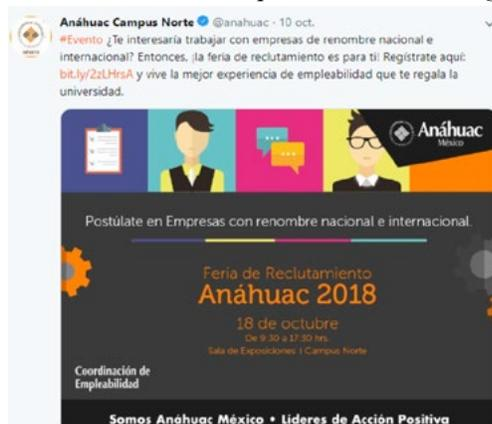 Anáhuac Campus Norte @anahuac · 10 oct.
#Evento ¿Te interesaría trabajar con empresas de renombre nacional e
internacional? Entonces, ¡la feria de reclutamiento es para ti! Regístrate aquí:
bit.ly/2zLHrsA y vive la mejor experiencia de empleabilidad que te regala la
universidad.
Anáhuac
México
Postúlate en Empresas con renombre nacional e internacional.
Feria de Reclutamiento
Anáhuac 2018
18 de octubre
De 9:30 a 17:30 hrs.
Sala de Exposiciones | Campus Norte
Coordinación de
Empleabilidad
Somos Anáhuac México • Líderes de Acción Positiva